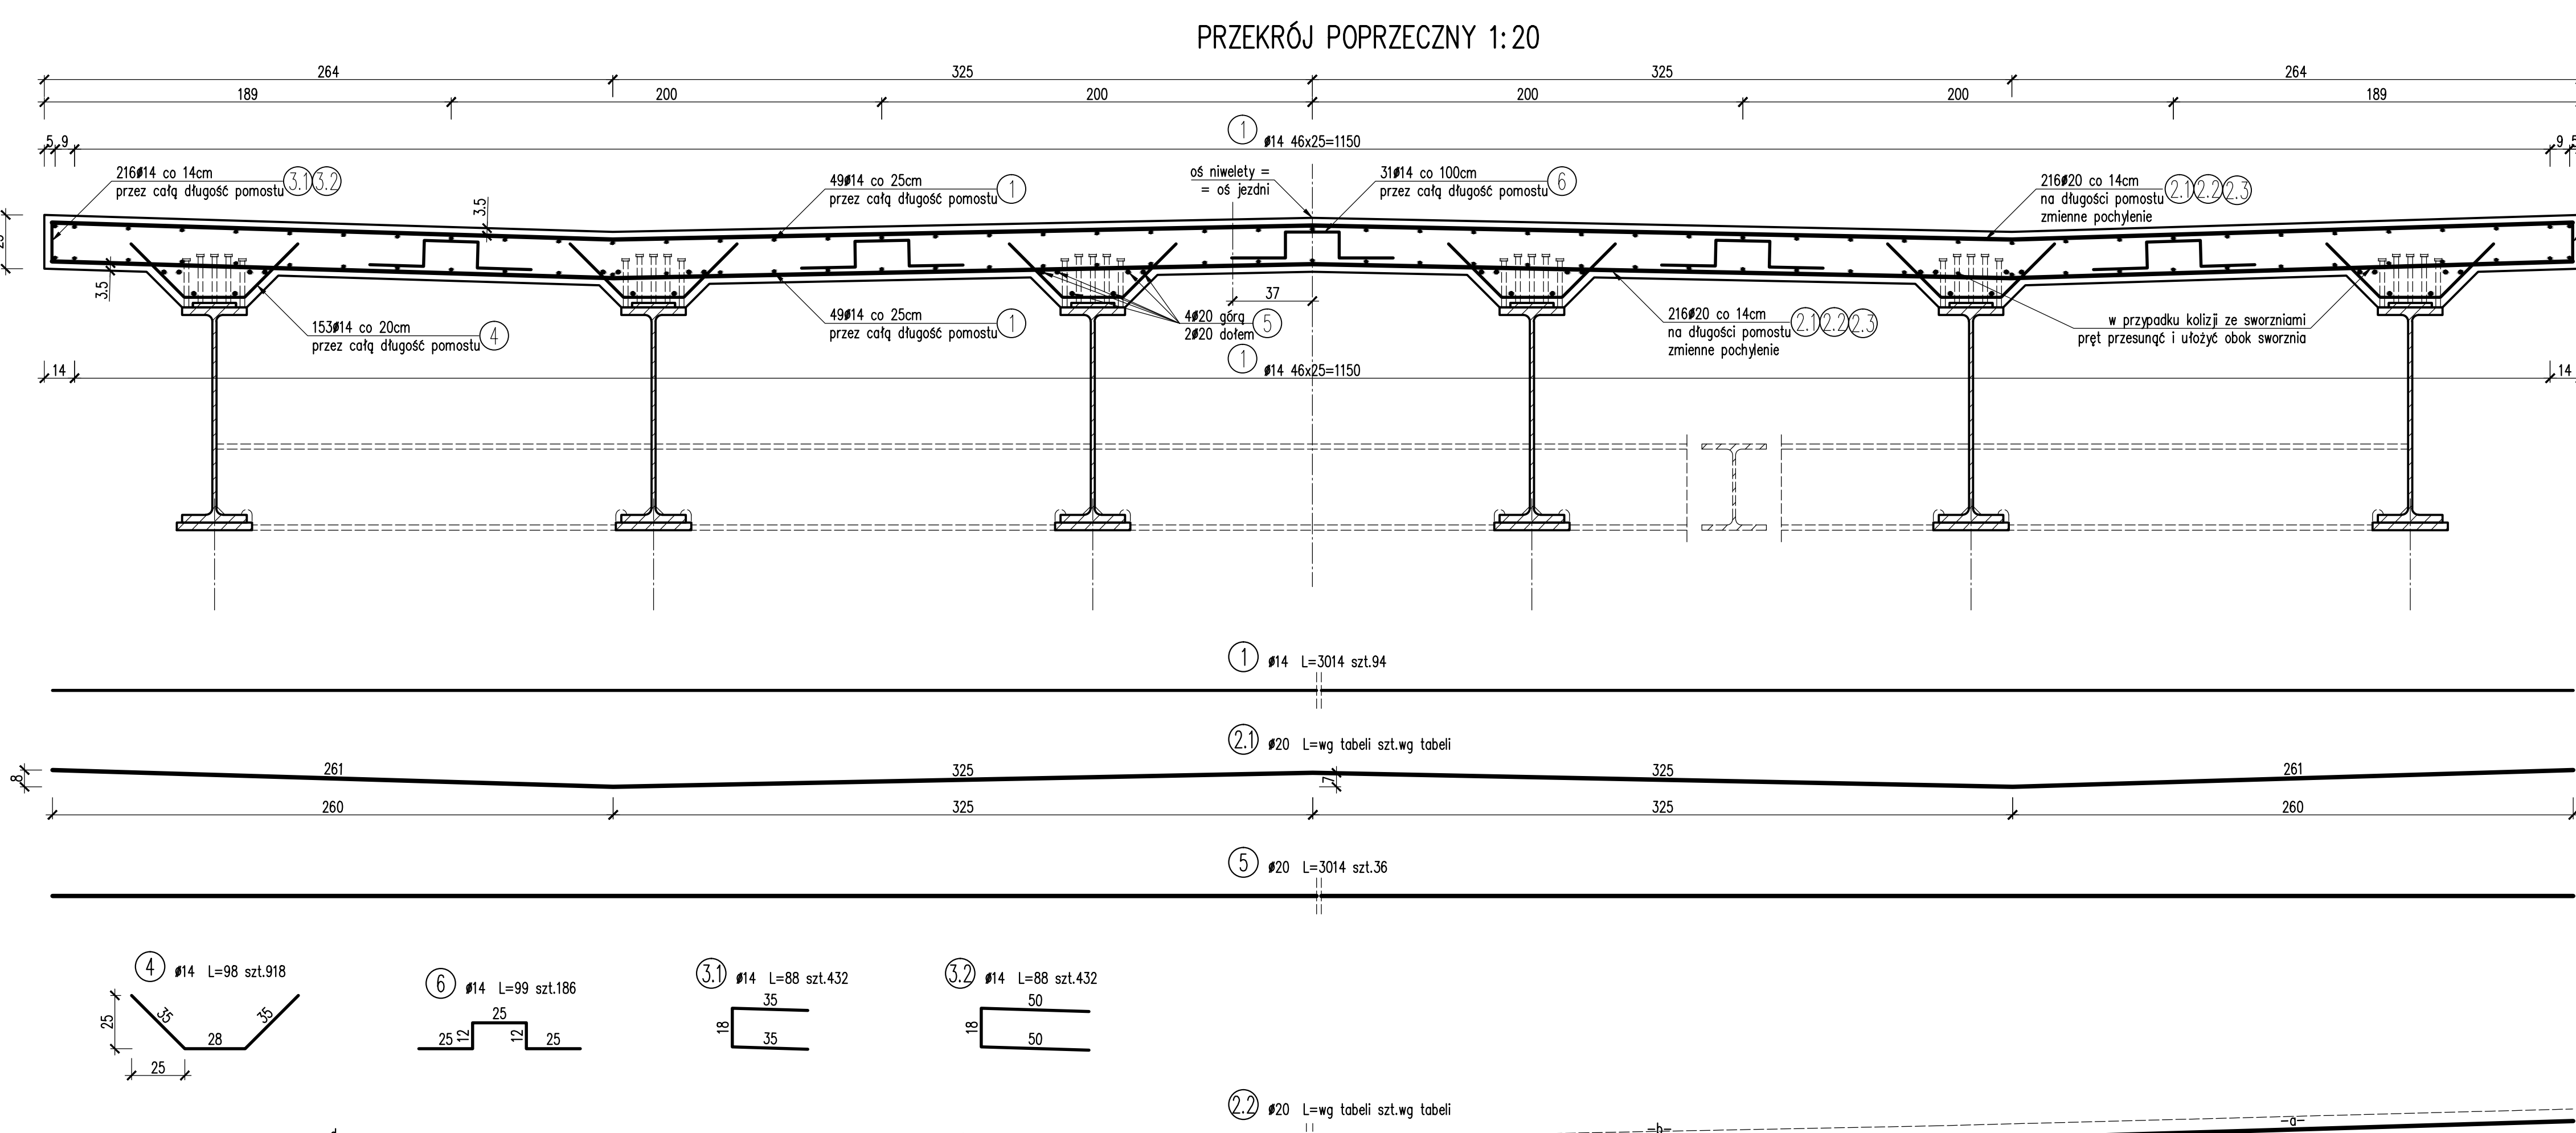 PRZEKRÓJ POPRZECZNY 1:20
264 325 325 264
189 200 200 200 200 189
1
5 9 ø14 46x25=1150 9 5
216ø14 co 14cm
przez całą długość pomostu 3.1 3.2
3.5
49ø14 co 25cm
przez całą długość pomostu 1
oś niwelety =
= oś jezdni
31ø14 co 100cm
przez całą długość pomostu 6
216ø20 co 14cm
na długości pomostu 2.1 2.2 2.3
zmienne pochylenie
3.5
37
153ø14 co 20cm
przez całą długość pomostu 4
49ø14 co 25cm
przez całą długość pomostu 1
4ø20 górą
2ø20 dołem 5
216ø20 co 14cm
na długości pomostu 2.1 2.2 2.3
zmienne pochylenie
w przypadku kolizji ze sworzniami
pręt przesunąć i ułożyć obok sworznia
1
14 ø14 46x25=1150 14
1 ø14 L=3014 szt.94
2.1 ø20 L=wg tabeli szt.wg tabeli
8 261 325 7 325 261
260 325 325 260
5 ø20 L=3014 szt.36
4 ø14 L=98 szt.918
25 35 28 35
25
6 ø14 L=99 szt.186
25
25 12 12 25
3.1 ø14 L=88 szt.432
35
18
35
3.2 ø14 L=88 szt.432
50
18
50
2.2 ø20 L=wg tabeli szt.wg tabeli
-b- -a-